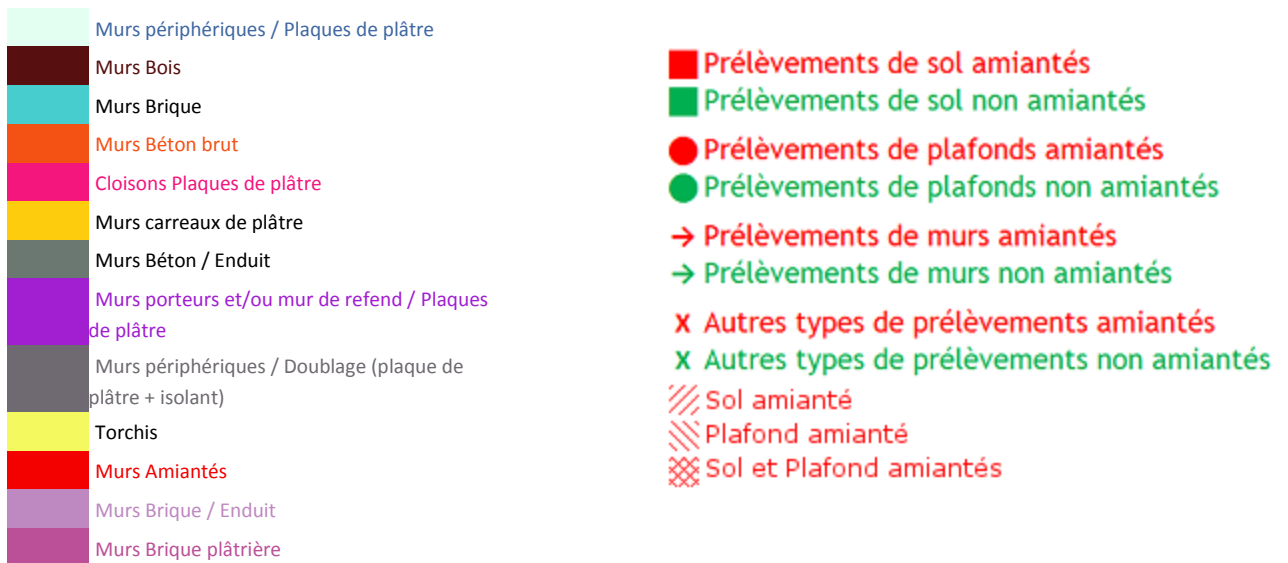 Murs périphériques / Plaques de plâtre
Murs Bois
Murs Brique
Murs Béton brut
Cloisons Plaques de plâtre
Murs carreaux de plâtre
Murs Béton / Enduit
Murs porteurs et/ou mur de refend / Plaques
de plâtre
Murs périphériques / Doublage (plaque de
plâtre + isolant)
Torchis
Murs Amiantés
Murs Brique / Enduit
Murs Brique plâtrière
Prélèvements de sol amiantés
Prélèvements de sol non amiantés
Prélèvements de plafonds amiantés
Prélèvements de plafonds non amiantés
→ Prélèvements de murs amiantés
→ Prélèvements de murs non amiantés
x Autres types de prélèvements amiantés
x Autres types de prélèvements non amiantés
Sol amianté
Plafond amianté
Sol et Plafond amiantés